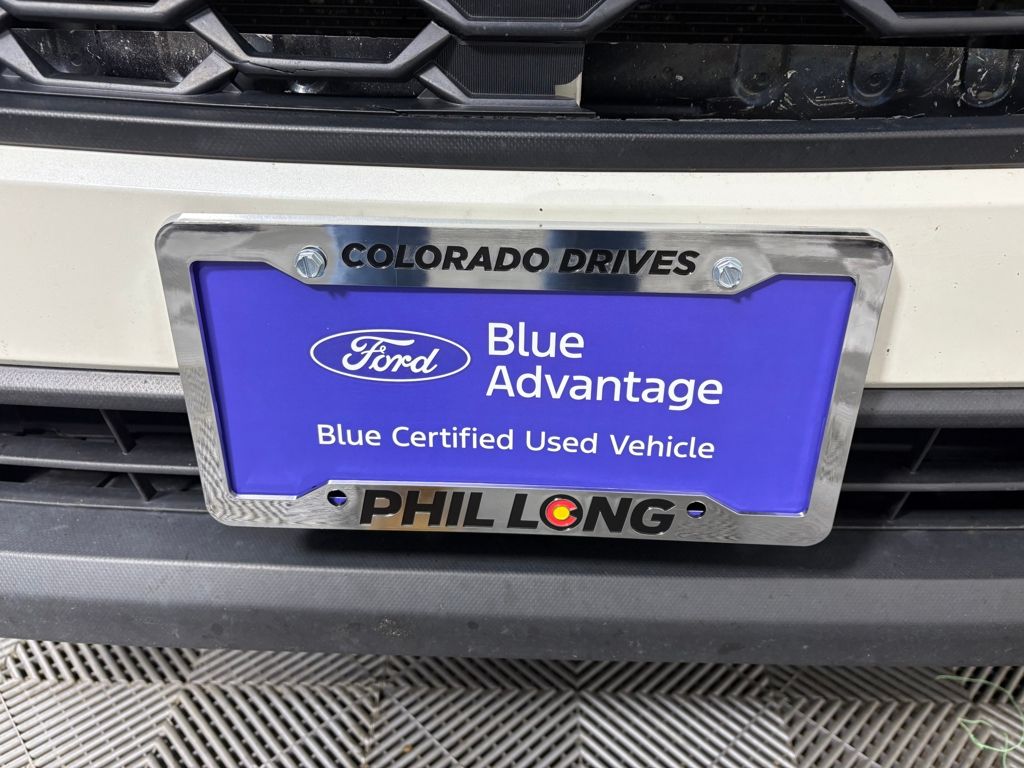 COLORADO DRIVES
Ford
Blue
Advantage
Blue Certified Used Vehicle
PHIL LONG